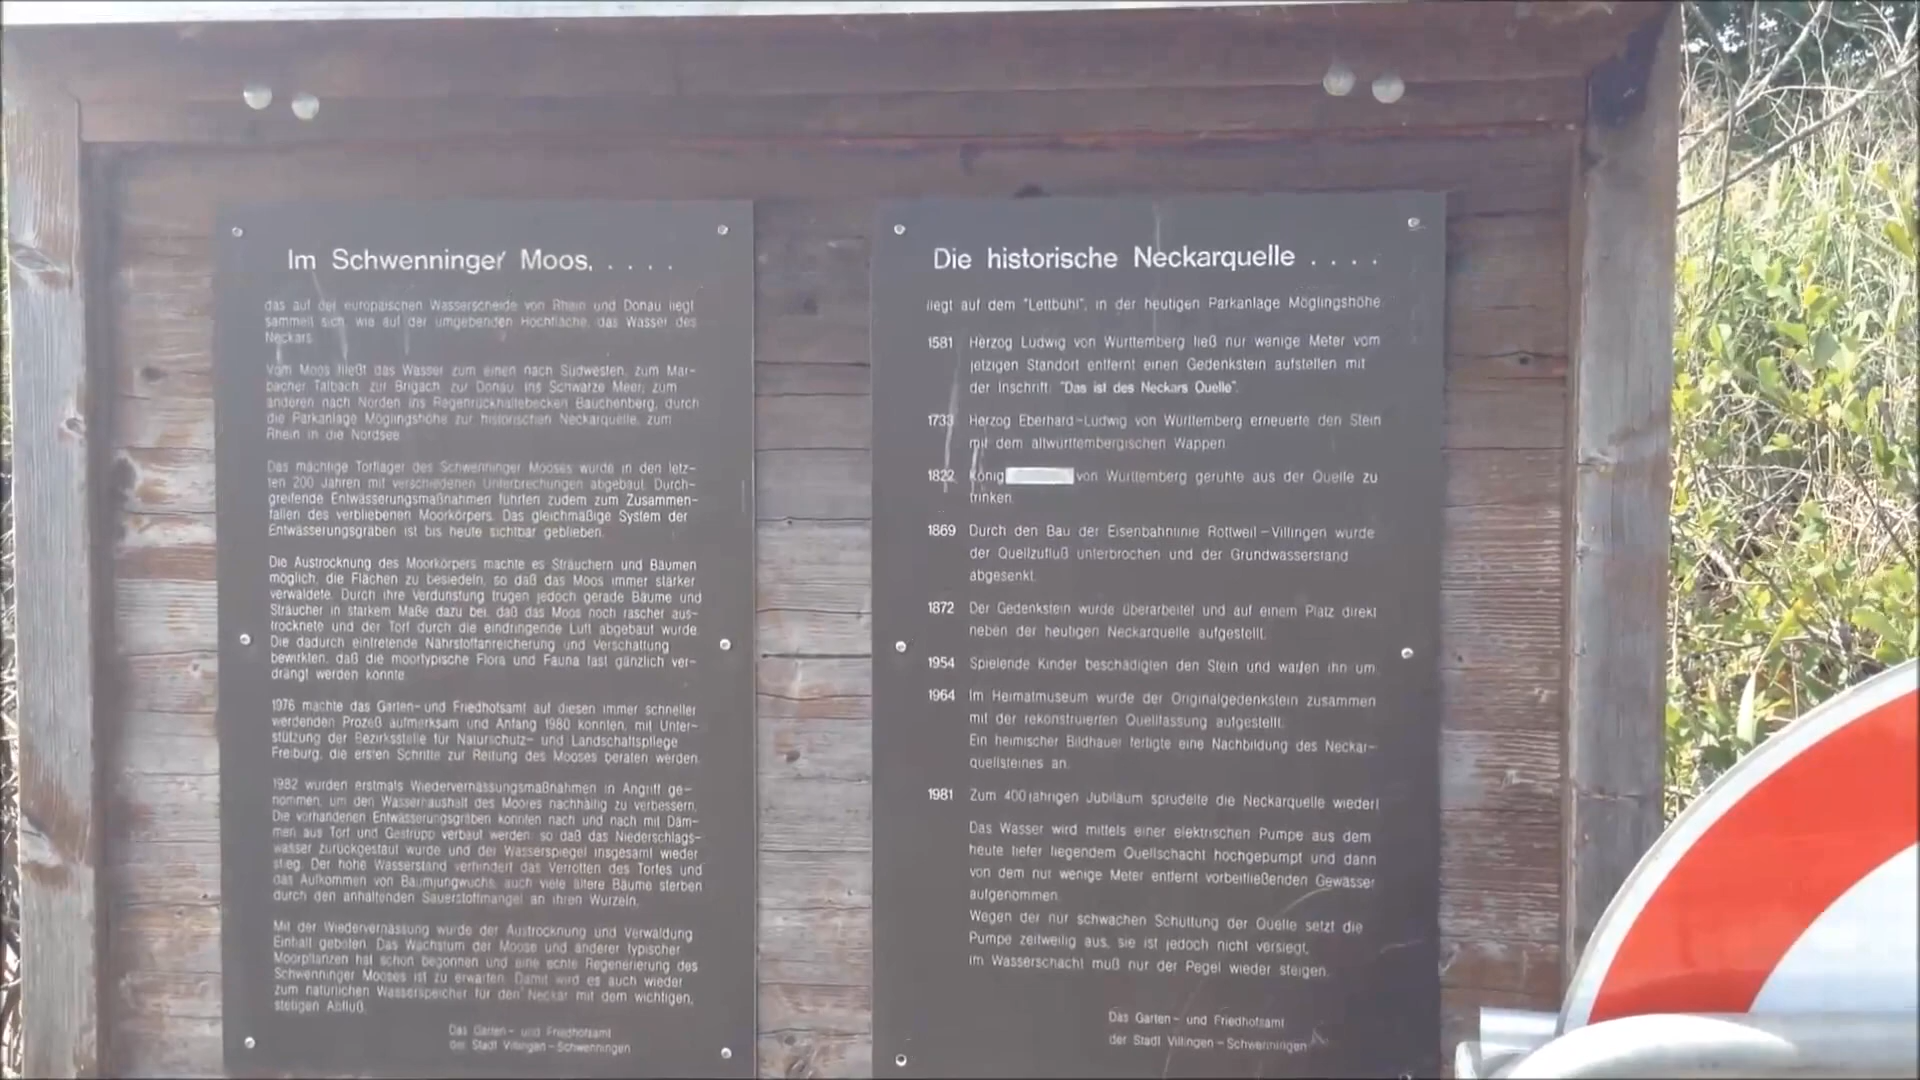 Im Schwenninger Moos, . . . .
das auf der europäischen Wasserscheide von Rhein und Donau liegt
sammelt sich, wie auf der umgebenden Hochfläche, das Wasser des
Neckars.
Vom Moos fließt das Wasser zum einen nach Südwesten, zum Mar-
bacher Talbach, zur Brigach, zur Donau, ins Schwarze Meer; zum
anderen nach Norden ins Regenrückhaltebecken Bauchenberg, durch
die Parkanlage Möglingshöhe zur historischen Neckarquelle, zum
Rhein in die Nordsee.
Das mächtige Torflager des Schwenninger Mooses wurde in den letz-
ten 200 Jahren mit verschiedenen Unterbrechungen abgebaut. Durch-
greifende Entwässerungsmaßnahmen führten zudem zum Zusammen-
fallen des verbliebenen Moorkörpers. Das gleichmäßige System der
Entwässerungsgräben ist bis heute sichtbar geblieben.
Die Austrocknung des Moorkörpers machte es Sträuchern und Bäumen
möglich, die Flächen zu besiedeln, so daß das Moos immer stärker
verwaldete. Durch ihre Verdunstung trugen jedoch gerade Bäume und
Sträucher in starkem Maße dazu bei, daß das Moos noch rascher aus-
trocknete und der Torf durch die eindringende Luft abgebaut wurde.
Die dadurch eintretende Nährstoffanreicherung und Verschattung
bewirkten, daß die moortypische Flora und Fauna fast gänzlich ver-
drängt werden konnte.
1976 machte das Garten- und Friedhofsamt auf diesen immer schneller
werdenden Prozeß aufmerksam und Anfang 1980 konnten, mit Unter-
stützung der Bezirksstelle für Naturschutz- und Landschaftspflege
Freiburg, die ersten Schritte zur Rettung des Mooses beraten werden.
1982 wurden erstmals Wiedervernässungsmaßnahmen in Angriff ge-
nommen, um den Wasserhaushalt des Moores nachhaltig zu verbessern.
Die vorhandenen Entwässerungsgräben konnten nach und nach mit Däm-
men aus Torf und Gestrüpp verbaut werden, so daß das Niederschlags-
wasser zurückgestaut wurde und der Wasserspiegel insgesamt wieder
stieg. Der hohe Wasserstand verhindert das Verrotten des Torfes und
das Aufkommen von Baumjungwuchs, auch viele ältere Bäume sterben
durch den anhaltenden Sauerstoffmangel an ihren Wurzeln.
Mit der Wiedervernässung wurde der Austrocknung und Verwaldung
Einhalt geboten. Das Wachstum der Moose und anderer typischer
Moorpflanzen hat schon begonnen und eine echte Regenerierung des
Schwenninger Mooses ist zu erwarten. Damit wird es auch wieder
zum natürlichen Wasserspeicher für den Neckar mit dem wichtigen,
stetigen Abfluß.
Das Garten- und Friedhofsamt
der Stadt Villingen-Schwenningen
Die historische Neckarquelle . . . .
liegt auf dem "Lettbühl", in der heutigen Parkanlage Möglingshöhe
1581 Herzog Ludwig von Württemberg ließ nur wenige Meter vom
jetzigen Standort entfernt einen Gedenkstein aufstellen mit
der Inschrift: "Das ist des Neckars Quelle".
1733 Herzog Eberhard-Ludwig von Württemberg erneuerte den Stein
mit dem altwürttembergischen Wappen.
1822 König von Württemberg geruhte aus der Quelle zu
trinken.
1869 Durch den Bau der Eisenbahnlinie Rottweil-Villingen wurde
der Quellzufluß unterbrochen und der Grundwasserstand
abgesenkt.
1872 Der Gedenkstein wurde überarbeitet und auf einem Platz direkt
neben der heutigen Neckarquelle aufgestellt.
1954 Spielende Kinder beschädigten den Stein und warfen ihn um.
1964 Im Heimatmuseum wurde der Originalgedenkstein zusammen
mit der rekonstruierten Quellfassung aufgestellt.
Ein heimischer Bildhauer fertigte eine Nachbildung des Neckar-
quellsteines an.
1981 Zum 400jährigen Jubiläum sprudelte die Neckarquelle wieder!
Das Wasser wird mittels einer elektrischen Pumpe aus dem
heute tiefer liegendem Quellschacht hochgepumpt und dann
von dem nur wenige Meter entfernt vorbeifließenden Gewässer
aufgenommen.
Wegen der nur schwachen Schüttung der Quelle setzt die
Pumpe zeitweilig aus, sie ist jedoch nicht versiegt,
im Wasserschacht muß nur der Pegel wieder steigen.
Das Garten- und Friedhofsamt
der Stadt Villingen-Schwenningen